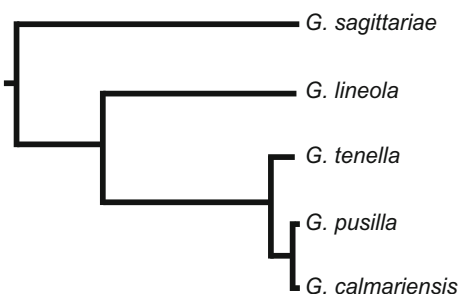 G. sagittariae
G. lineola
G. tenella
G. pusilla
G. calmariensis